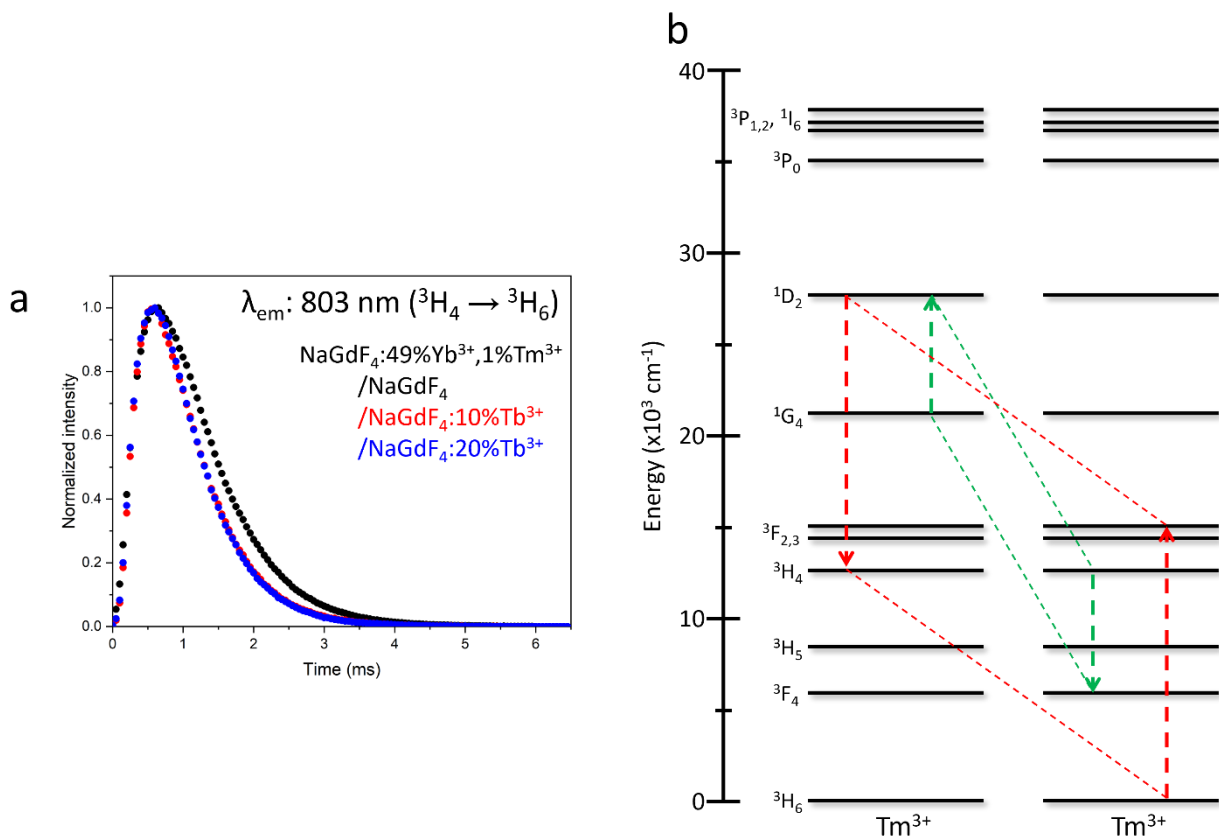 a
λem: 803 nm (³H₄ → ³H₆)
NaGdF₄:49%Yb³⁺,1%Tm³⁺
/NaGdF₄
/NaGdF₄:10%Tb³⁺
/NaGdF₄:20%Tb³⁺
Normalized intensity
1.0
0.8
0.6
0.4
0.2
0.0
0 1 2 3 4 5 6
Time (ms)
b
Energy (x10³ cm⁻¹)
40
30
20
10
0
³P₁,₂, ¹I₆
³P₀
¹D₂
¹G₄
³F₂,₃
³H₄
³H₅
³F₄
³H₆
Tm³⁺ Tm³⁺